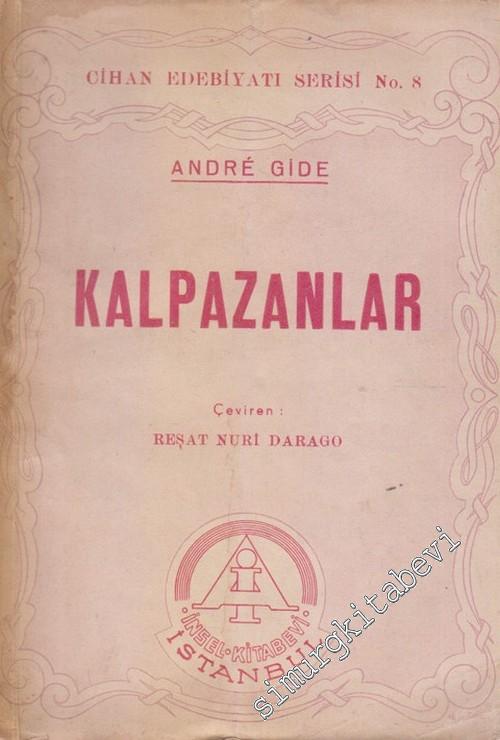 CİHAN EDEBİYATI SERİSİ No. 8
ANDRÉ GİDE
KALPAZANLAR
Çeviren :
REŞAT NURİ DARAGO
·İNSEL·KİTABEVİ·
İSTANBUL
simurgkitabevi